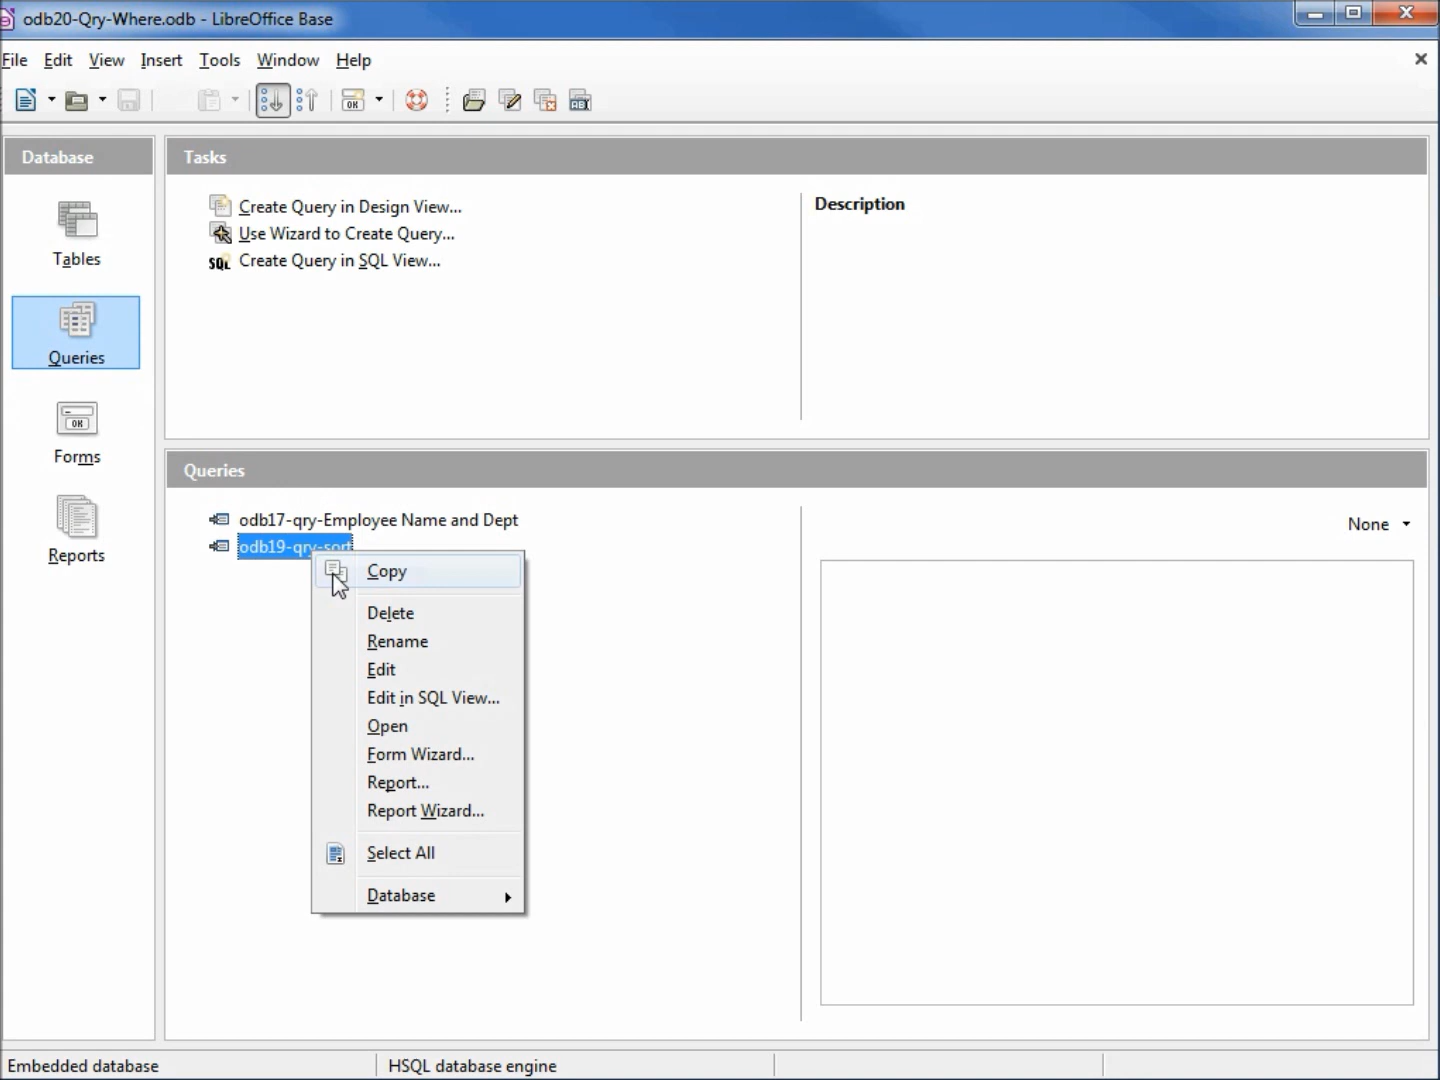 odb20-Qry-Where.odb - LibreOffice Base
File Edit View Insert Tools Window Help
Database
Tasks
Create Query in Design View...
Use Wizard to Create Query...
SQL Create Query in SQL View...
Description
Tables
Queries
Forms
Reports
Queries
odb17-qry-Employee Name and Dept
odb19-qry-sort
None
Copy
Delete
Rename
Edit
Edit in SQL View...
Open
Form Wizard...
Report...
Report Wizard...
Select All
Database
Embedded database
HSQL database engine